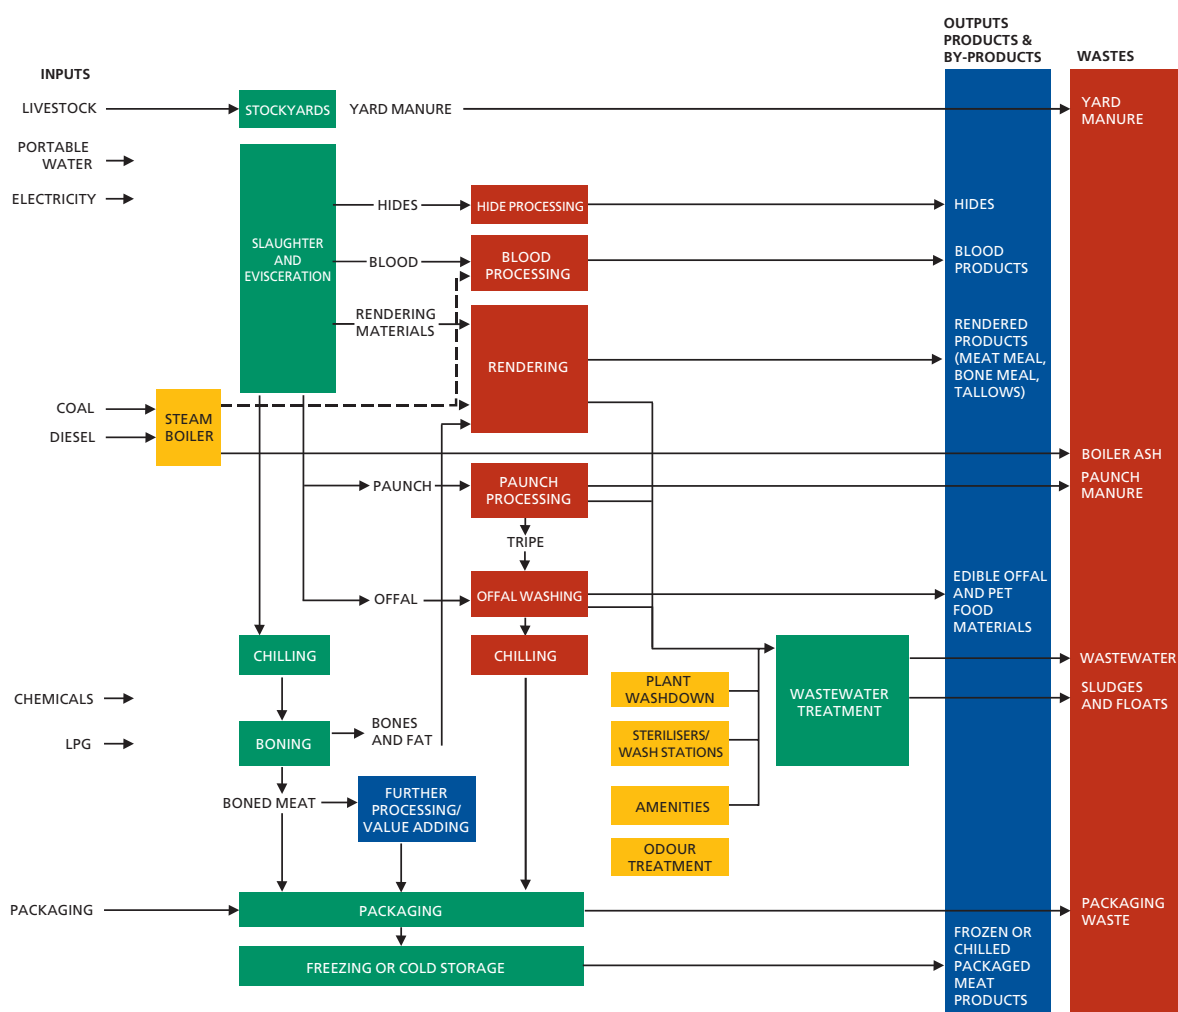 OUTPUTS
PRODUCTS &
BY-PRODUCTS
WASTES
INPUTS
LIVESTOCK
STOCKYARDS
YARD MANURE
YARD
MANURE
PORTABLE
WATER
ELECTRICITY
SLAUGHTER
AND
EVISCERATION
HIDES
HIDE PROCESSING
HIDES
BLOOD
BLOOD
PROCESSING
BLOOD
PRODUCTS
RENDERING
MATERIALS
RENDERING
RENDERED
PRODUCTS
(MEAT MEAL,
BONE MEAL,
TALLOWS)
COAL
DIESEL
STEAM
BOILER
BOILER ASH
PAUNCH
PAUNCH
PROCESSING
PAUNCH
MANURE
TRIPE
OFFAL
OFFAL WASHING
EDIBLE OFFAL
AND PET
FOOD
MATERIALS
CHILLING
CHILLING
WASTEWATER
TREATMENT
WASTEWATER
SLUDGES
AND FLOATS
CHEMICALS
LPG
PLANT
WASHDOWN
BONING
BONES
AND FAT
STERILISERS/
WASH STATIONS
BONED MEAT
FURTHER
PROCESSING/
VALUE ADDING
AMENITIES
ODOUR
TREATMENT
PACKAGING
PACKAGING
PACKAGING
WASTE
FREEZING OR COLD STORAGE
FROZEN OR
CHILLED
PACKAGED
MEAT
PRODUCTS